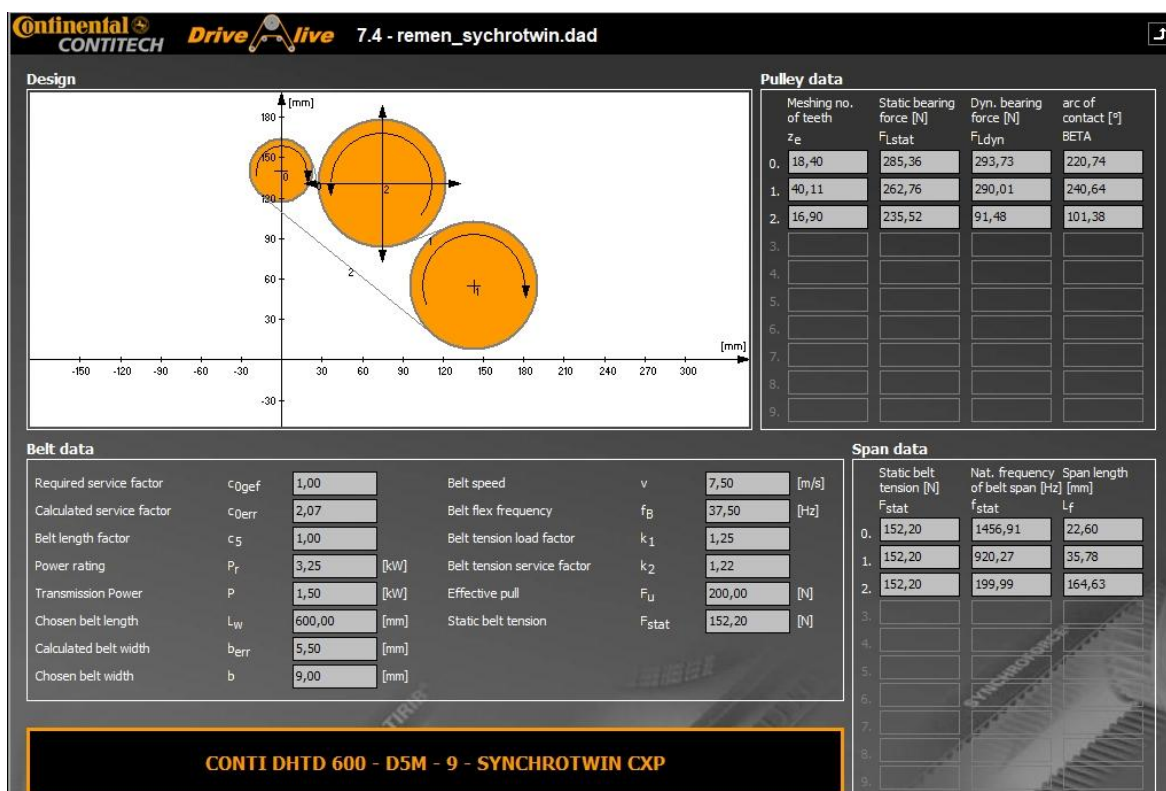 Continental CONTITECH Drive Alive 7.4 - remen_sychrotwin.dad
Design
[mm]
180
150
130
90
60
30
-30
-150 -120 -90 -60 -30 30 60 90 120 150 180 210 240 270 300
[mm]
0 0 2 1 2 1
Pulley data
Meshing no. of teeth Static bearing force [N] Dyn. bearing force [N] arc of contact [°]
ze FLstat FLdyn BETA
0. 18,40 285,36 293,73 220,74
1. 40,11 262,76 290,01 240,64
2. 16,90 235,52 91,48 101,38
3.
4.
5.
6.
7.
8.
9.
Belt data
Required service factor c0gef 1,00
Calculated service factor c0err 2,07
Belt length factor c5 1,00
Power rating Pr 3,25 [kW]
Transmission Power P 1,50 [kW]
Chosen belt length Lw 600,00 [mm]
Calculated belt width berr 5,50 [mm]
Chosen belt width b 9,00 [mm]
Belt speed v 7,50 [m/s]
Belt flex frequency fB 37,50 [Hz]
Belt tension load factor k1 1,25
Belt tension service factor k2 1,22
Effective pull Fu 200,00 [N]
Static belt tension Fstat 152,20 [N]
Span data
Static belt tension [N] Nat. frequency of belt span [Hz] Span length [mm]
Fstat fstat Lf
0. 152,20 1456,91 22,60
1. 152,20 920,27 35,78
2. 152,20 199,99 164,63
3.
4.
5.
6.
7.
8.
9.
SYNCHROFORCE
CONTI DHTD 600 - D5M - 9 - SYNCHROTWIN CXP